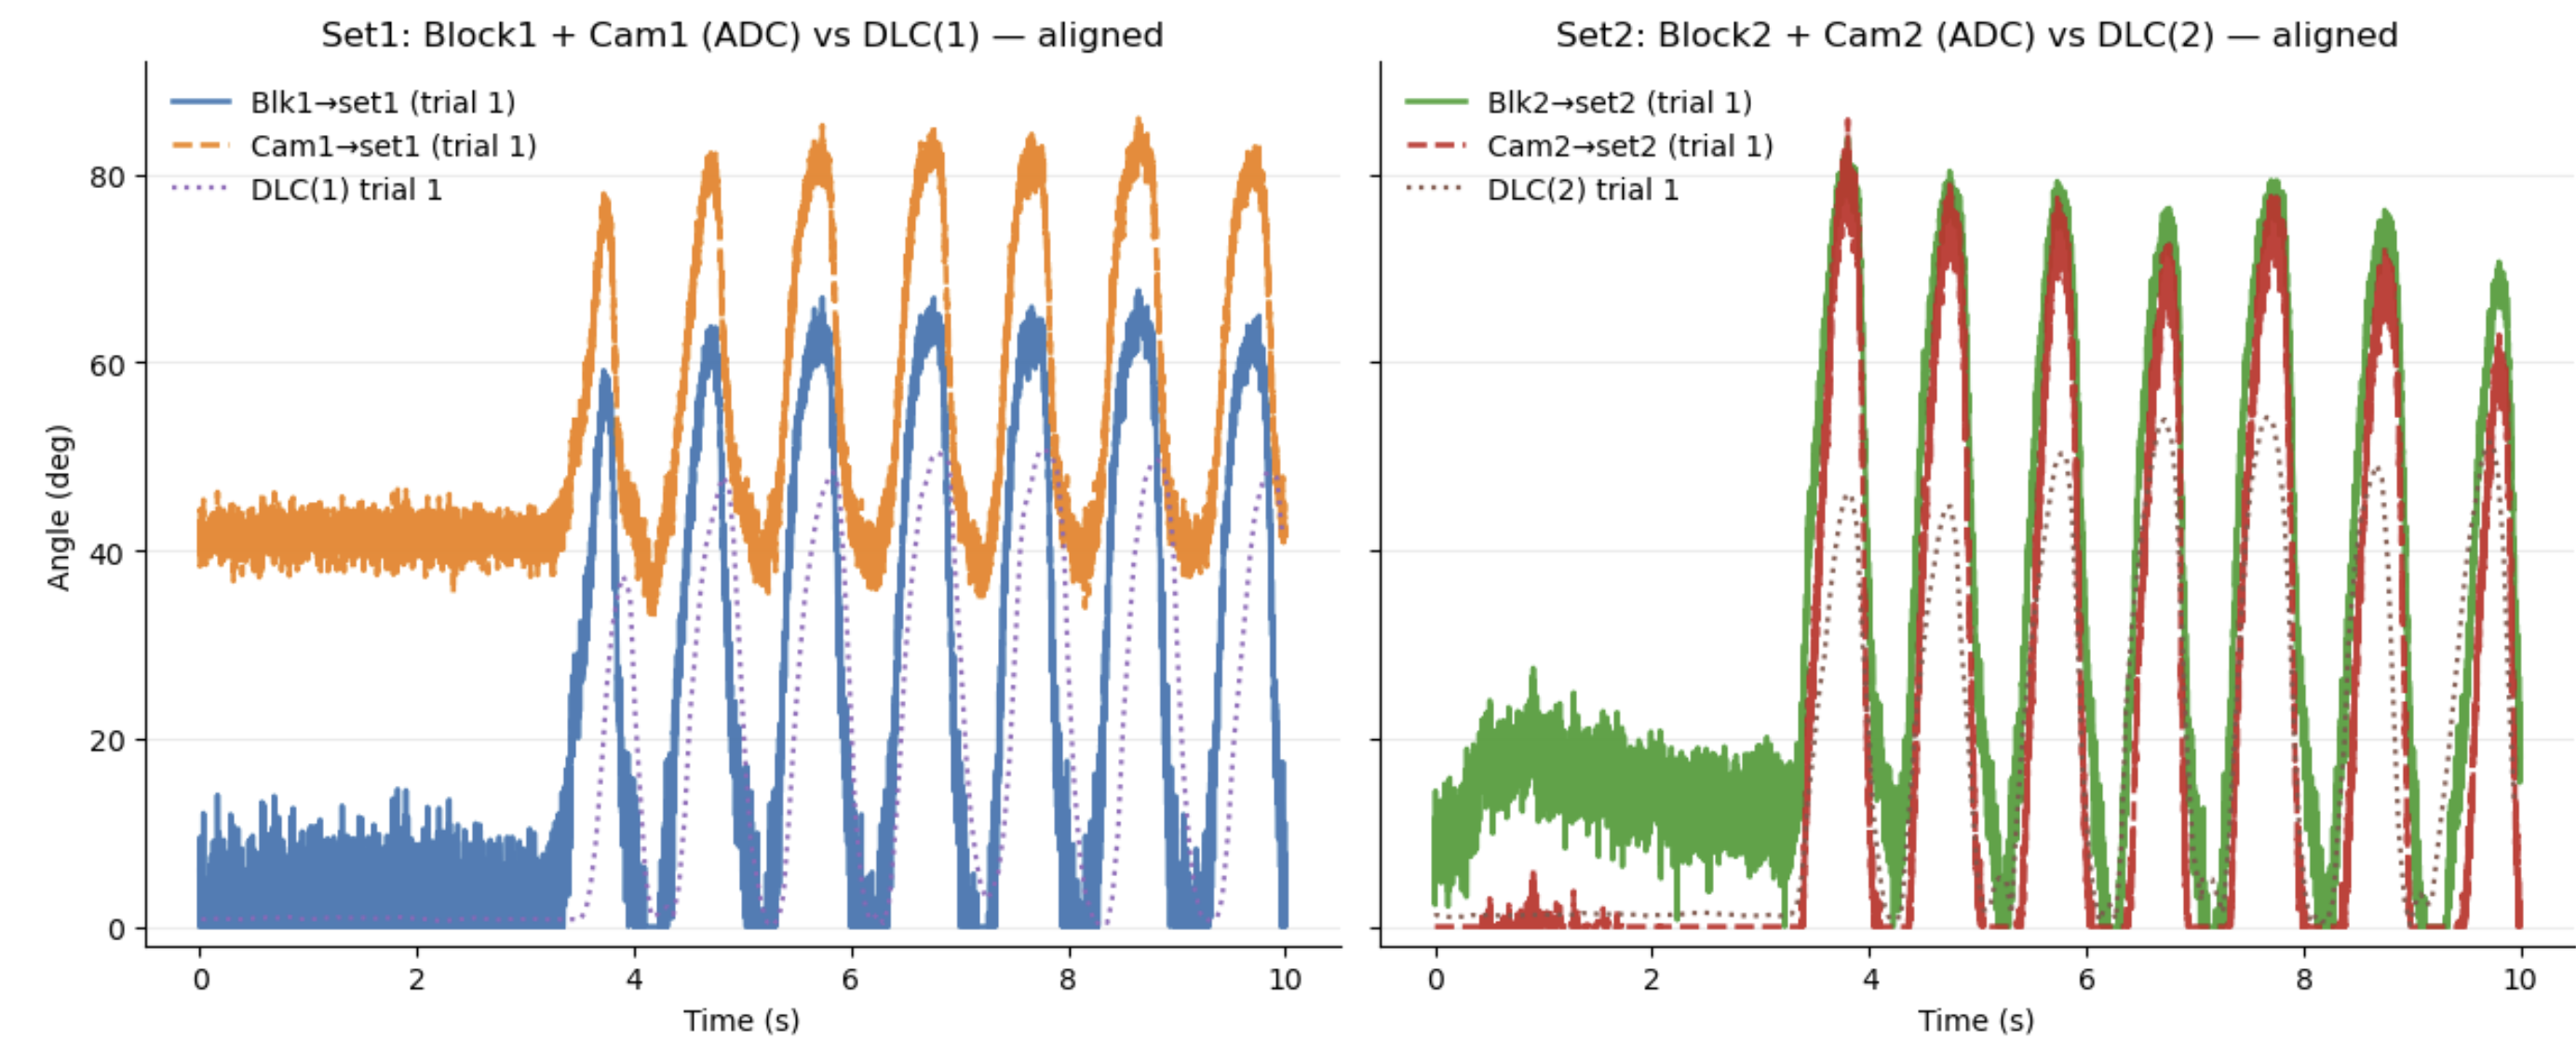 Set1: Block1 + Cam1 (ADC) vs DLC(1) — aligned
Blk1→set1 (trial 1)
Cam1→set1 (trial 1)
DLC(1) trial 1
Angle (deg)
80
60
40
20
0
0 2 4 6 8 10
Time (s)
Set2: Block2 + Cam2 (ADC) vs DLC(2) — aligned
Blk2→set2 (trial 1)
Cam2→set2 (trial 1)
DLC(2) trial 1
0 2 4 6 8 10
Time (s)